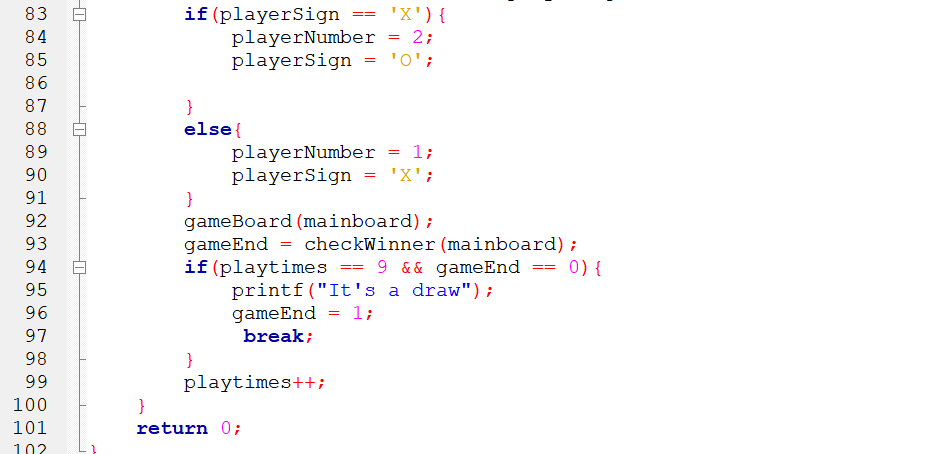 83 if(playerSign == 'X'){
84 playerNumber = 2;
85 playerSign = 'O';
86
87 }
88 else{
89 playerNumber = 1;
90 playerSign = 'X';
91 }
92 gameBoard(mainboard);
93 gameEnd = checkWinner(mainboard);
94 if(playtimes == 9 && gameEnd == 0){
95 printf("It's a draw");
96 gameEnd = 1;
97 break;
98 }
99 playtimes++;
100 }
101 return 0;
102 }